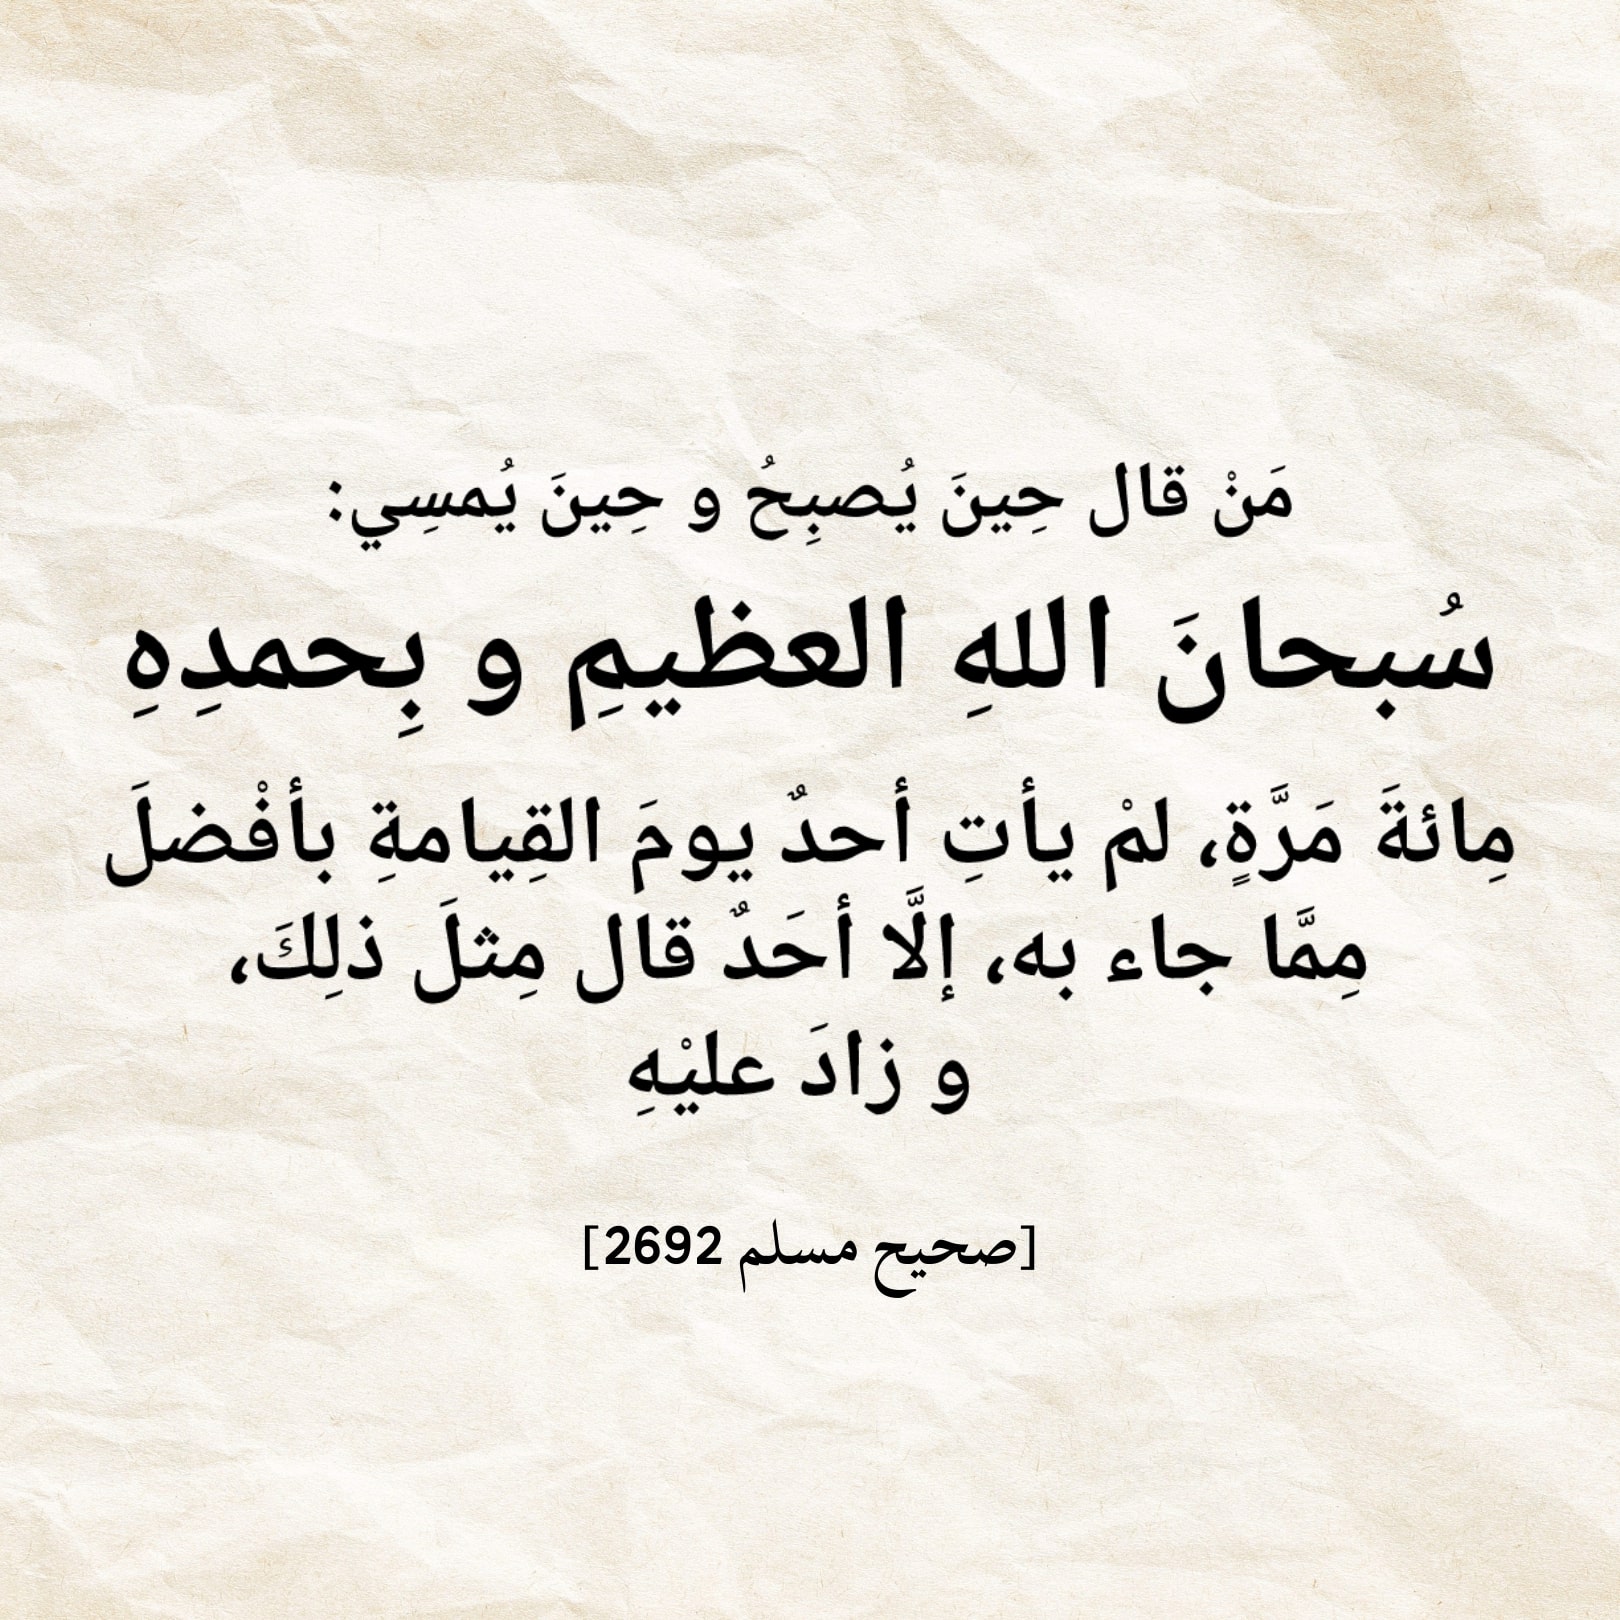 مَنْ قال حِينَ يُصبِحُ و حِينَ يُمسِي:
سُبحانَ اللهِ العظيمِ و بِحمدِهِ
مِائةَ مَرَّةٍ، لمْ يأتِ أحدٌ يومَ القِيامةِ بأفْضلَ
مِمَّا جاء به، إلَّا أحَدٌ قال مِثلَ ذلِكَ،
و زادَ عليْهِ
[صحيح مسلم 2692]